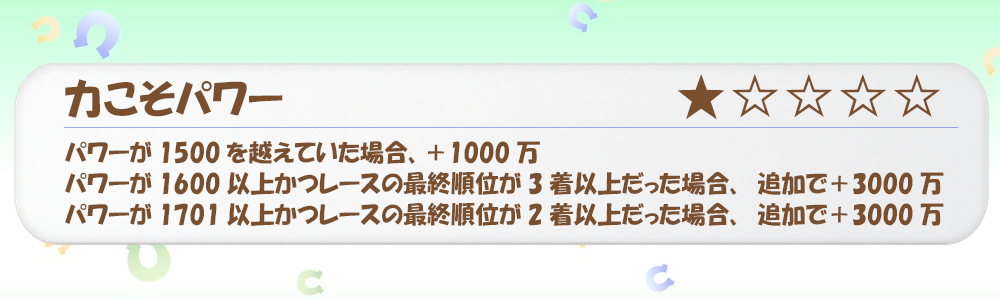 力こそパワー ★☆☆☆☆
パワーが 1500 を越えていた場合、＋1000 万
パワーが 1600 以上かつレースの最終順位が 3 着以上だった場合、 追加で＋3000 万
パワーが 1701 以上かつレースの最終順位が 2 着以上だった場合、 追加で＋3000 万